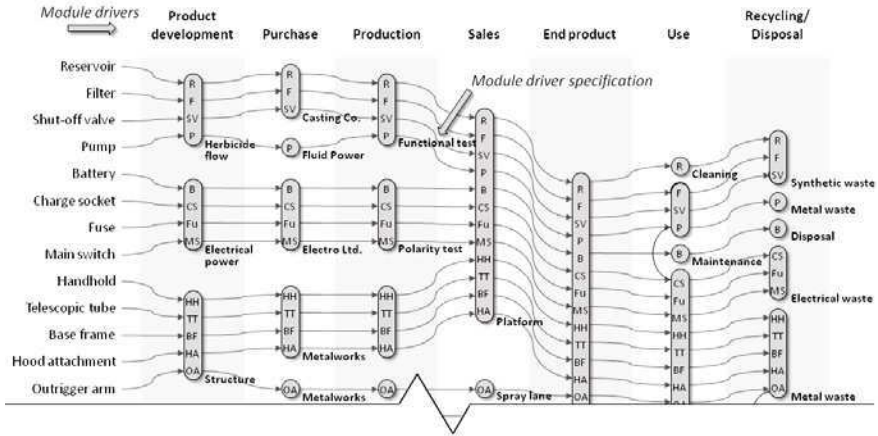 Module drivers
Product development
Purchase
Production
Sales
End product
Use
Recycling/
Disposal
Reservoir
Filter
Shut-off valve
Pump
Battery
Charge socket
Fuse
Main switch
Handhold
Telescopic tube
Base frame
Hood attachment
Outrigger arm
R
F
SV
P
Herbicide flow
B
CS
Fu
MS
Electrical power
HH
TT
BF
HA
OA
Structure
R
F
SV
Casting Co.
P
Fluid Power
B
CS
Fu
MS
Electro Ltd.
HH
TT
BF
HA
Metalworks
OA
Metalworks
R
F
SV
P
Functional test
B
CS
Fu
MS
Polarity test
HH
TT
BF
HA
OA
Module driver specification
R
F
SV
P
B
CS
Fu
MS
HH
TT
BF
HA
Platform
OA
Spray lane
R
F
SV
P
B
CS
Fu
MS
HH
TT
BF
HA
OA
R
Cleaning
F
SV
P
B
Maintenance
CS
Fu
MS
HH
TT
BF
HA
OA
R
F
SV
Synthetic waste
P
Metal waste
B
Disposal
CS
Fu
MS
Electrical waste
HH
TT
BF
HA
OA
Metal waste